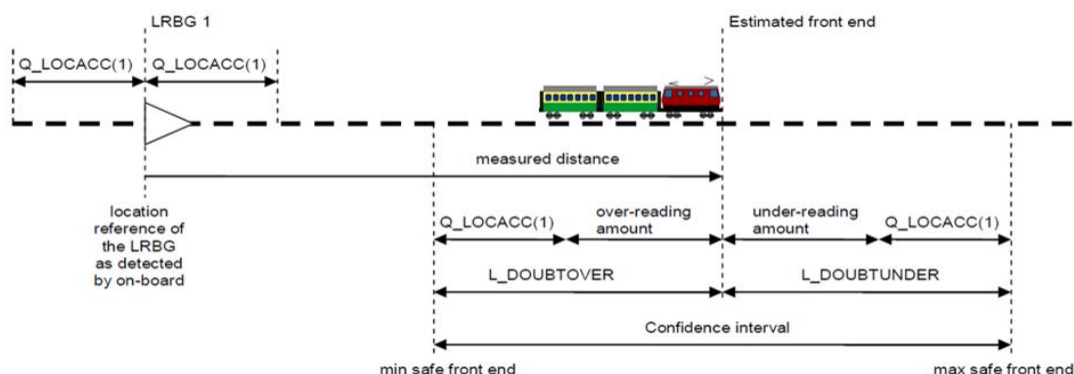 LRBG 1
Estimated front end
Q_LOCACC(1) Q_LOCACC(1)
measured distance
location
reference of
the LRBG
as detected
by on-board
Q_LOCACC(1)
over-reading
amount
under-reading
amount
Q_LOCACC(1)
L_DOUBTOVER
L_DOUBTUNDER
Confidence interval
min safe front end
max safe front end